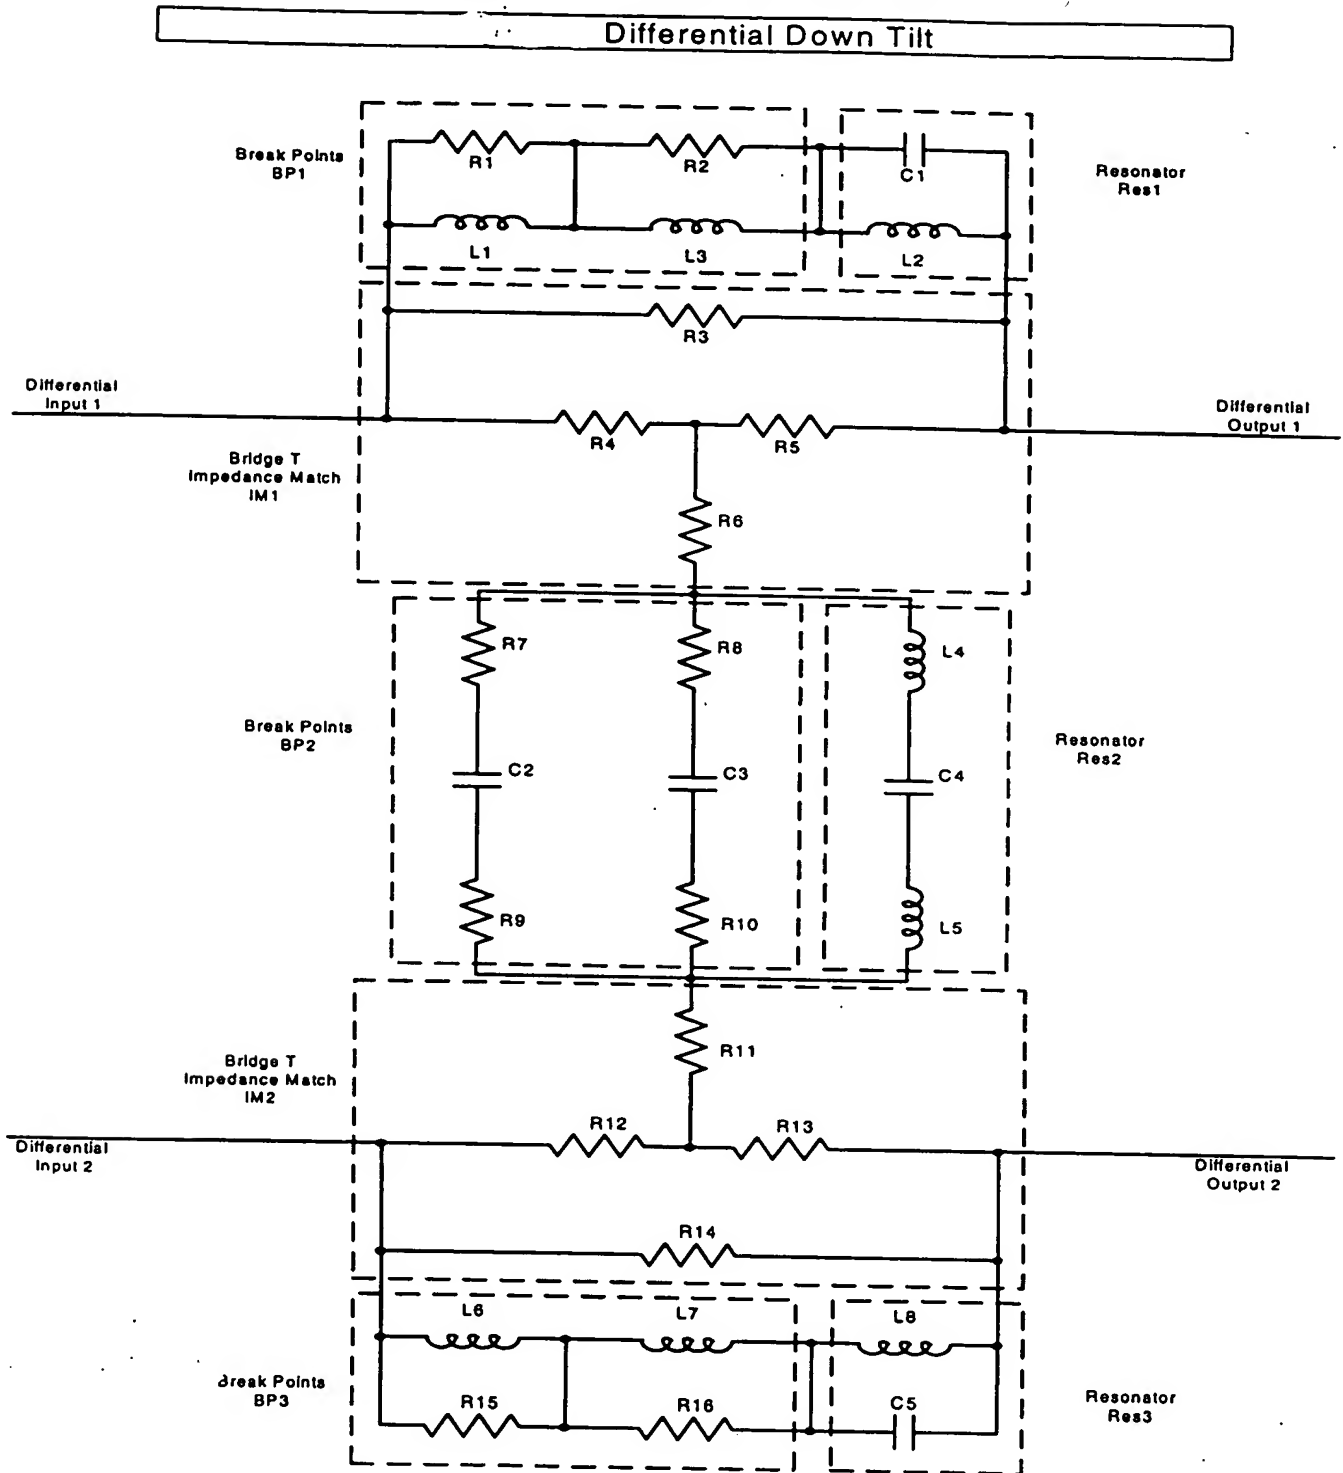 Differential Down Tilt
Break Points
BP1
R1
R2
C1
Resonator
Res1
L1
L3
L2
R3
Differential
Input 1
Differential
Output 1
R4
R5
Bridge T
Impedance Match
IM1
R6
R7
R8
L4
Break Points
BP2
C2
C3
C4
Resonator
Res2
R9
R10
L5
R11
Bridge T
Impedance Match
IM2
R12
R13
Differential
Input 2
Differential
Output 2
R14
L6
L7
L8
Break Points
BP3
R15
R16
C5
Resonator
Res3